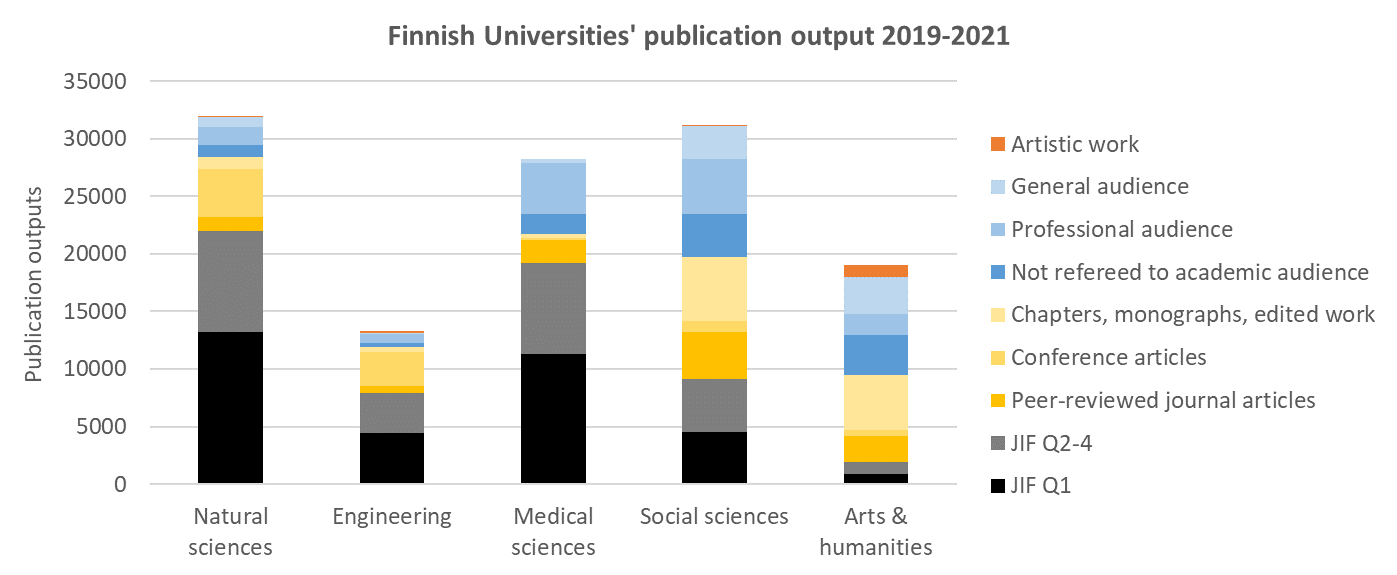 Finnish Universities' publication output 2019-2021
Publication outputs
35000
30000
25000
20000
15000
10000
5000
0
Natural
sciences
Engineering
Medical
sciences
Social sciences
Arts &
humanities
Artistic work
General audience
Professional audience
Not refereed to academic audience
Chapters, monographs, edited work
Conference articles
Peer-reviewed journal articles
JIF Q2-4
JIF Q1